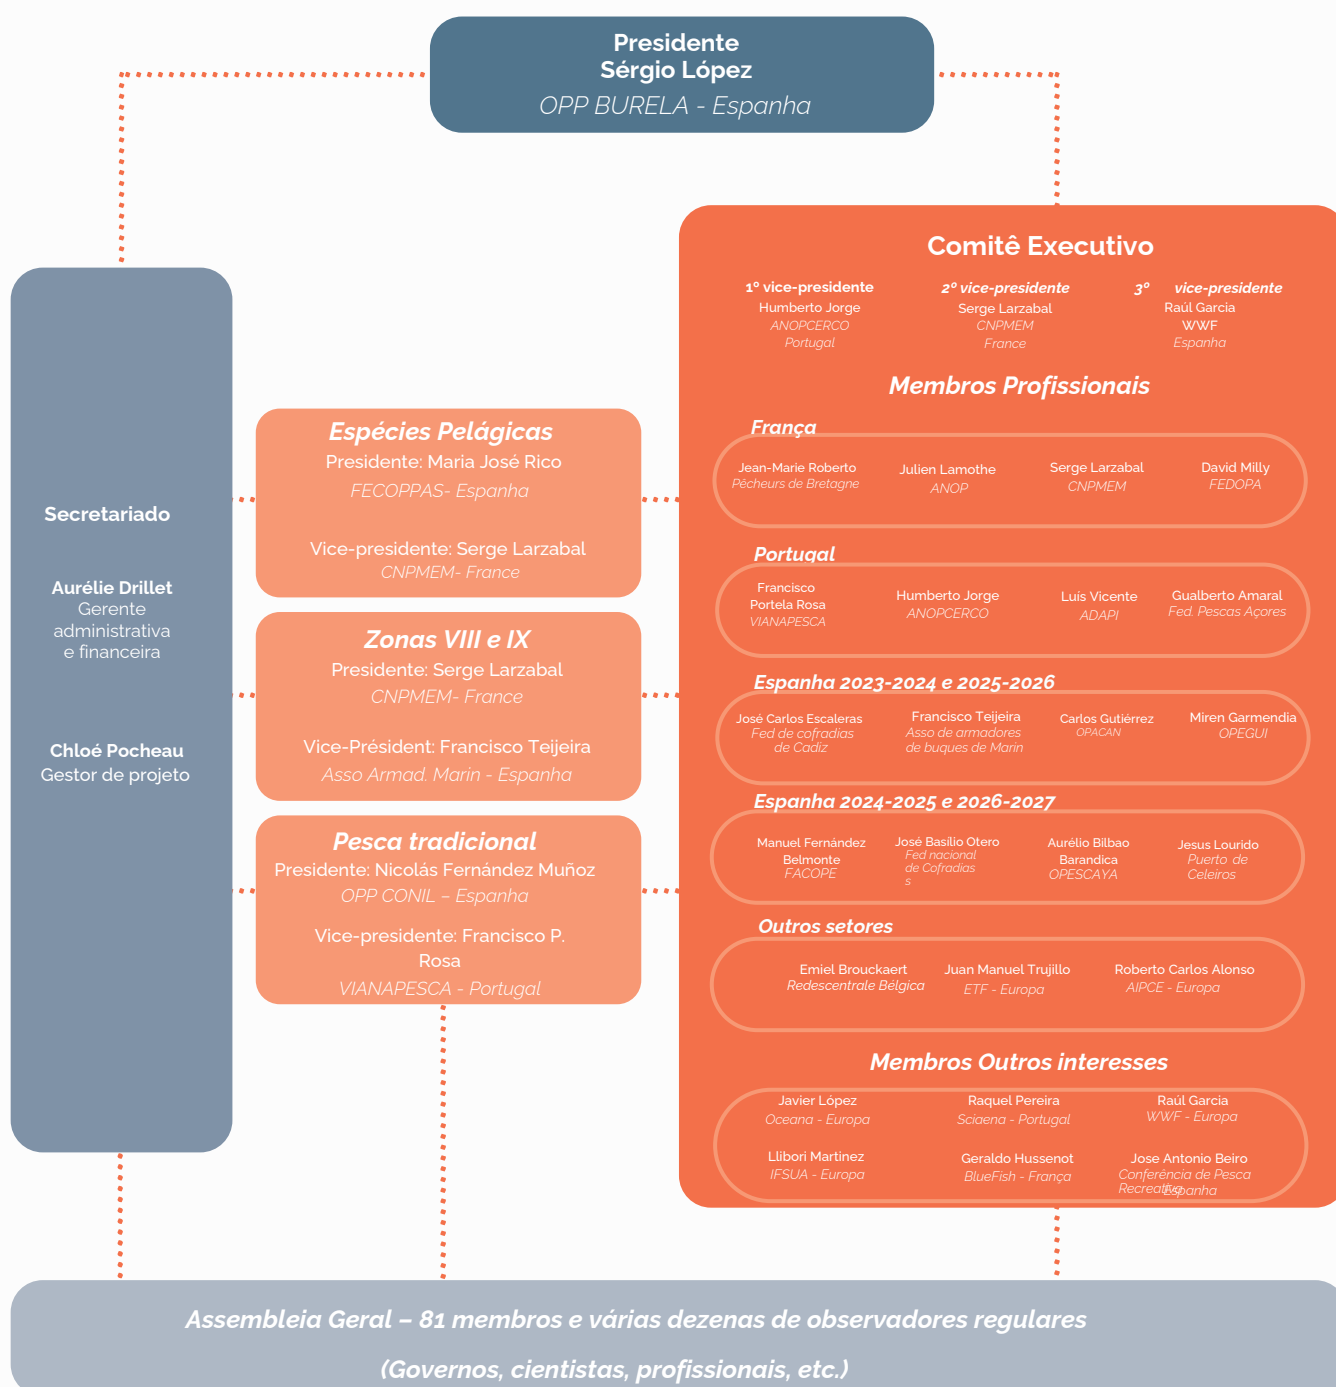 Presidente
Sérgio López
OPP BURELA - Espanha
Secretariado
Aurélie Drillet
Gerente
administrativa
e financeira
Chloé Pocheau
Gestor de projeto
Espécies Pelágicas
Presidente: Maria José Rico
FECOPPAS- Espanha
Vice-presidente: Serge Larzabal
CNPMEM- France
Zonas VIII e IX
Presidente: Serge Larzabal
CNPMEM- France
Vice-Président: Francisco Teijeira
Asso Armad. Marin - Espanha
Pesca tradicional
Presidente: Nicolás Fernández Muñoz
OPP CONIL – Espanha
Vice-presidente: Francisco P.
Rosa
VIANAPESCA - Portugal
Comitê Executivo
1º vice-presidente
Humberto Jorge
ANOPCERCO
Portugal
2º vice-presidente
Serge Larzabal
CNPMEM
France
3º vice-presidente
Raúl Garcia
WWF
Espanha
Membros Profissionais
França
Jean-Marie Roberto
Pêcheurs de Bretagne
Julien Lamothe
ANOP
Serge Larzabal
CNPMEM
David Milly
FEDOPA
Portugal
Francisco
Portela Rosa
VIANAPESCA
Humberto Jorge
ANOPCERCO
Luís Vicente
ADAPI
Gualberto Amaral
Fed. Pescas Açores
Espanha 2023-2024 e 2025-2026
José Carlos Escaleras
Fed de cofradias
de Cadiz
Francisco Teijeira
Asso de armadores
de buques de Marin
Carlos Gutiérrez
OPACAN
Miren Garmendia
OPEGUI
Espanha 2024-2025 e 2026-2027
Manuel Fernández
Belmonte
FACOPE
José Basílio Otero
Fed nacional
de Cofradias
s
Aurélio Bilbao
Barandica
OPESCAYA
Jesus Lourido
Puerto de
Celeiros
Outros setores
Emiel Brouckaert
Redescentrale Bélgica
Juan Manuel Trujillo
ETF - Europa
Roberto Carlos Alonso
AIPCE - Europa
Membros Outros interesses
Javier López
Oceana - Europa
Raquel Pereira
Sciaena - Portugal
Raúl Garcia
WWF - Europa
Llibori Martinez
IFSUA - Europa
Geraldo Hussenot
BlueFish - França
Jose Antonio Beiro
Conferência de Pesca
Recreativa
Espanha
Assembleia Geral – 81 membros e várias dezenas de observadores regulares
(Governos, cientistas, profissionais, etc.)